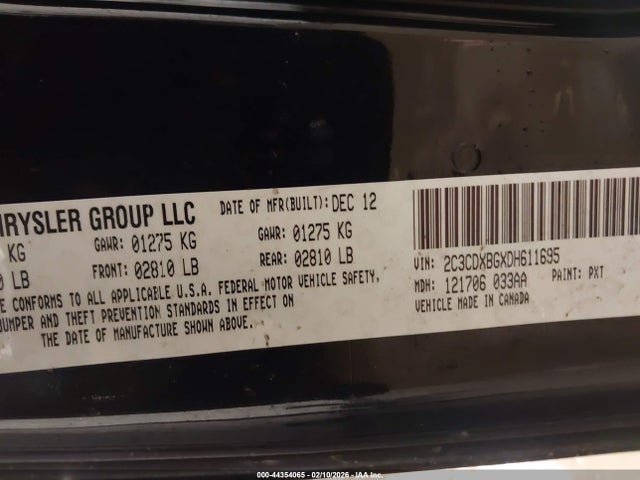 RYSLER GROUP LLC DATE OF MFR(BUILT): DEC 12
KG GAWR: 01275 KG GAWR: 01275 KG
LB FRONT: 02810 LB REAR: 02810 LB
E CONFORMS TO ALL APPLICABLE U.S.A. FEDERAL MOTOR VEHICLE SAFETY,
BUMPER AND THEFT PREVENTION STANDARDS IN EFFECT ON
THE DATE OF MANUFACTURE SHOWN ABOVE.
VIN: 2C3CDXBGXDH611695
MDH: 121706 033AA PAINT: PXT
VEHICLE MADE IN CANADA
000-44354065 - 02/10/2026 - IAA Inc.